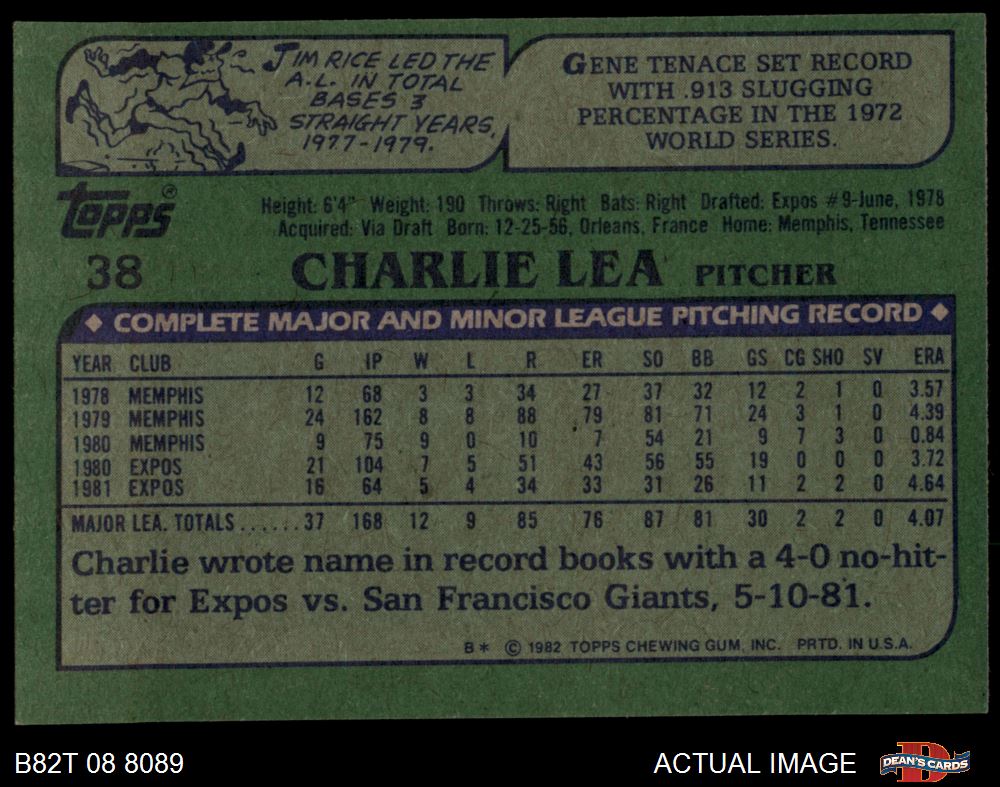 JIM RICE LED THE
A.L. IN TOTAL
BASES 3
STRAIGHT YEARS,
1977-1979.
GENE TENACE SET RECORD
WITH .913 SLUGGING
PERCENTAGE IN THE 1972
WORLD SERIES.
topps®
Height: 6'4" Weight: 190 Throws: Right Bats: Right Drafted: Expos #9-June, 1978
Acquired: Via Draft Born: 12-25-56, Orleans, France Home: Memphis, Tennessee
38 CHARLIE LEA PITCHER
◆ COMPLETE MAJOR AND MINOR LEAGUE PITCHING RECORD ◆
YEAR CLUB G IP W L R ER SO BB GS CG SHO SV ERA
1978 MEMPHIS 12 68 3 3 34 27 37 32 12 2 1 0 3.57
1979 MEMPHIS 24 162 8 8 88 79 81 71 24 3 1 0 4.39
1980 MEMPHIS 9 75 9 0 10 7 54 21 9 7 3 0 0.84
1980 EXPOS 21 104 7 5 51 43 56 55 19 0 0 0 3.72
1981 EXPOS 16 64 5 4 34 33 31 26 11 2 2 0 4.64
MAJOR LEA. TOTALS......37 168 12 9 85 76 87 81 30 2 2 0 4.07
Charlie wrote name in record books with a 4-0 no-hit-
ter for Expos vs. San Francisco Giants, 5-10-81.
B* © 1982 TOPPS CHEWING GUM, INC. PRTD. IN U.S.A.
B82T 08 8089
ACTUAL IMAGE
D
DEAN'S CARDS